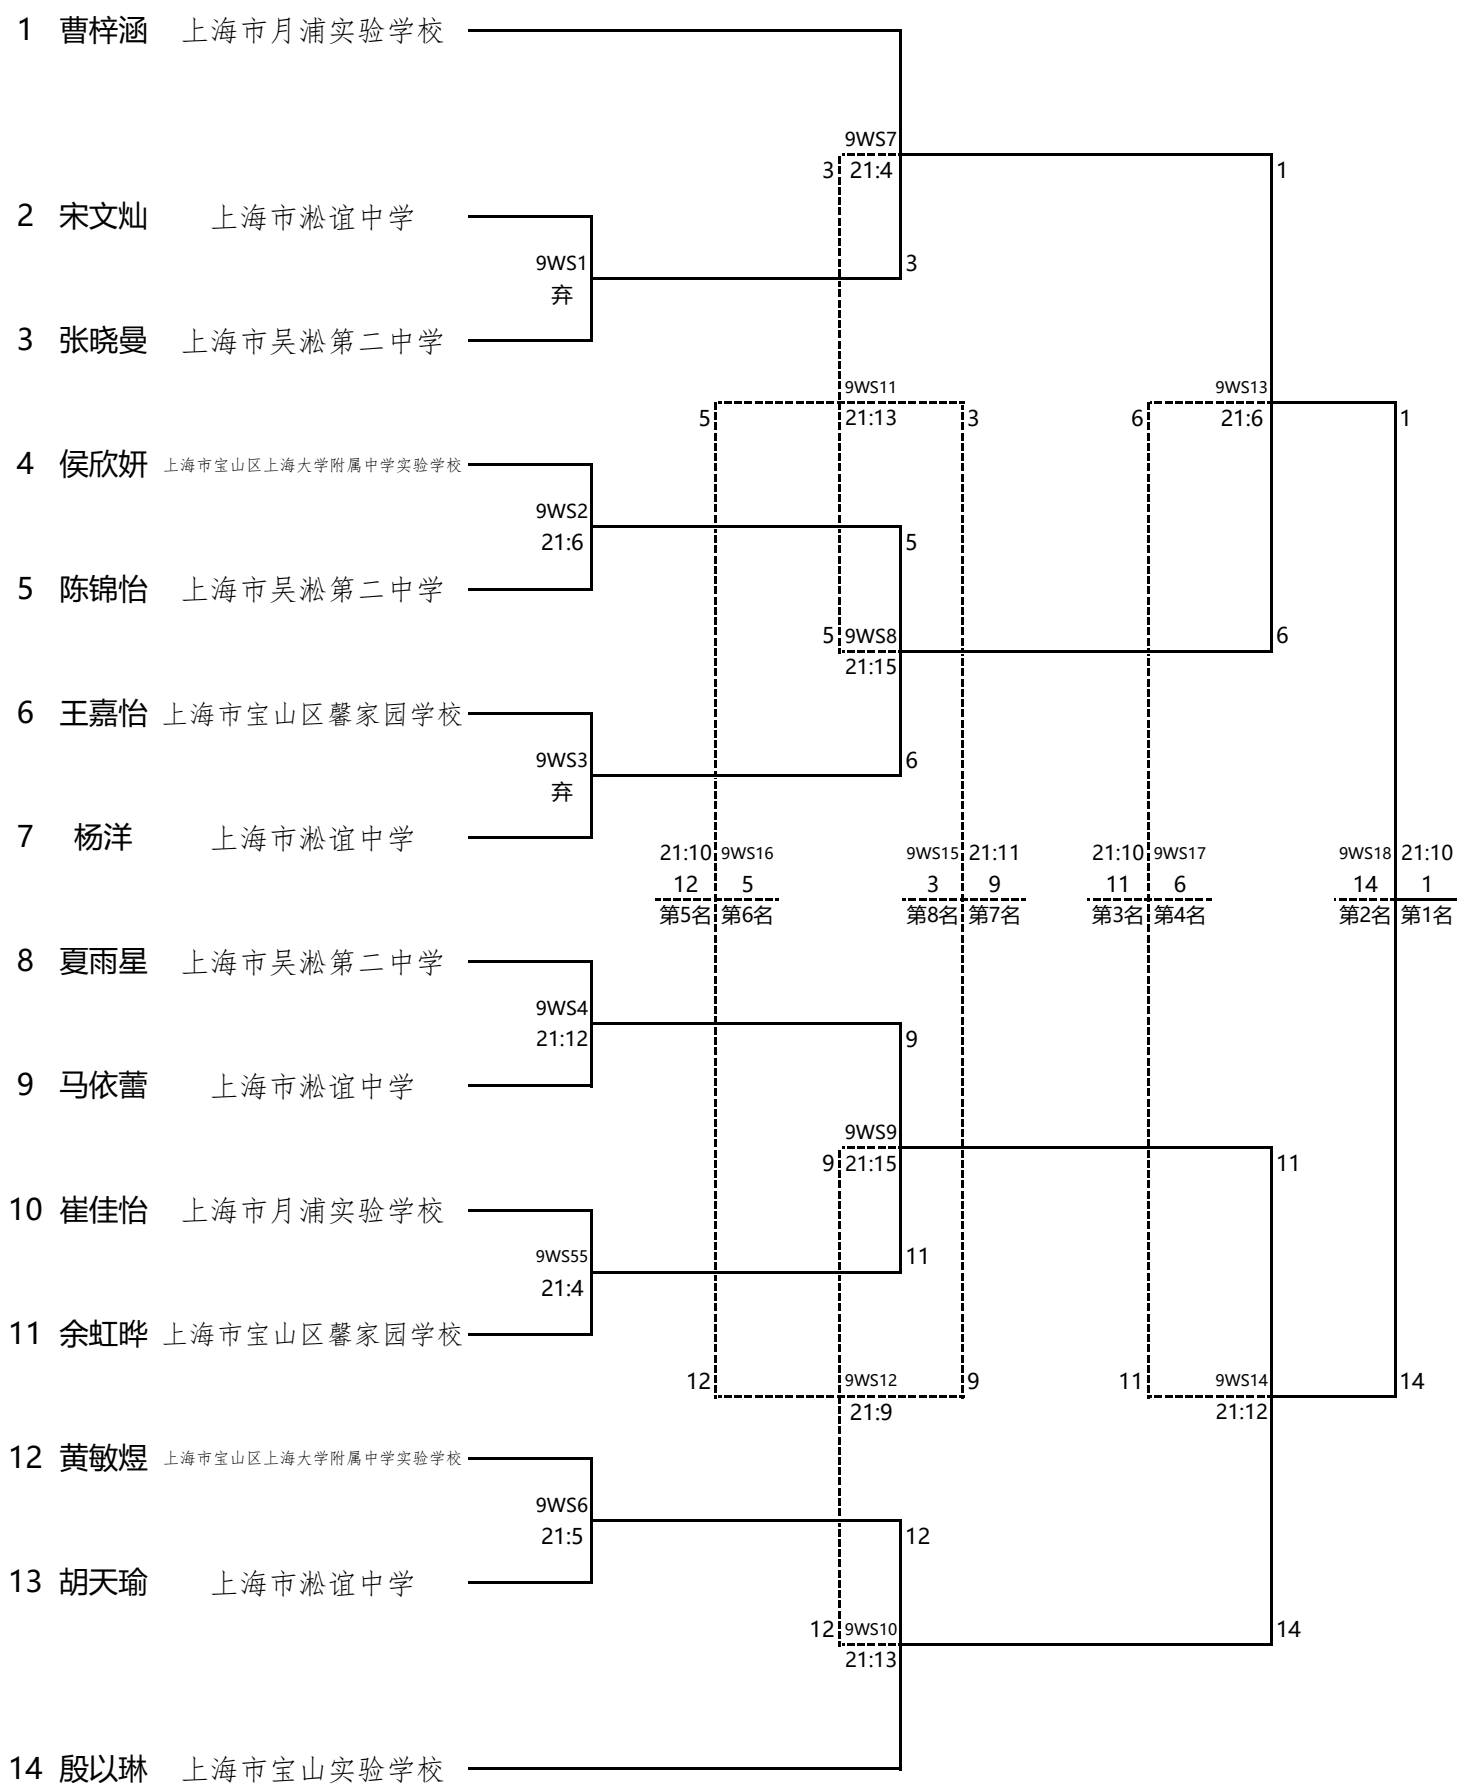 1 曹梓涵 上海市月浦实验学校
9WS7
3 21:4 1
2 宋文灿 上海市淞谊中学
9WS1 3
弃
3 张晓曼 上海市吴淞第二中学
9WS11 9WS13
5 21:13 3 6 21:6 1
4 侯欣妍 上海市宝山区上海大学附属中学实验学校
9WS2
21:6 5
5 陈锦怡 上海市吴淞第二中学
5 9WS8 6
21:15
6 王嘉怡 上海市宝山区馨家园学校
9WS3 6
弃
7 杨洋 上海市淞谊中学
21:10 9WS16 9WS15 21:11 21:10 9WS17 9WS18 21:10
12 5 3 9 11 6 14 1
第5名 第6名 第8名 第7名 第3名 第4名 第2名 第1名
8 夏雨星 上海市吴淞第二中学
9WS4
21:12 9
9 马依蕾 上海市淞谊中学
9WS9
9 21:15 11
10 崔佳怡 上海市月浦实验学校
9WS55 11
21:4
11 余虹晔 上海市宝山区馨家园学校
12 9WS12 9 11 9WS14 14
21:9 21:12
12 黄敏煜 上海市宝山区上海大学附属中学实验学校
9WS6
21:5 12
13 胡天瑜 上海市淞谊中学
12 9WS10 14
21:13
14 殷以琳 上海市宝山实验学校